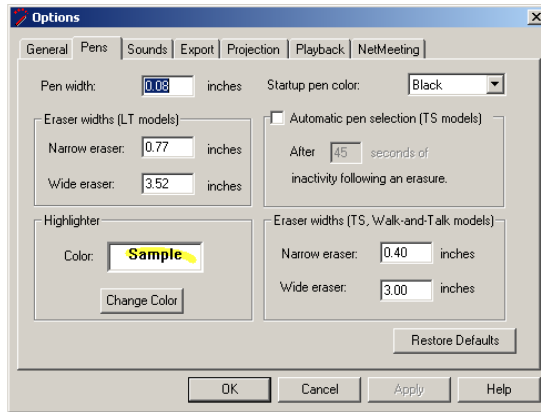 Options
General Pens Sounds Export Projection Playback NetMeeting
Pen width: 0.08 inches
Startup pen color: Black
Eraser widths (LT models)
Narrow eraser: 0.77 inches
Wide eraser: 3.52 inches
Automatic pen selection (TS models)
After 45 seconds of
inactivity following an erasure.
Highlighter
Color: Sample
Change Color
Eraser widths (TS, Walk-and-Talk models)
Narrow eraser: 0.40 inches
Wide eraser: 3.00 inches
Restore Defaults
OK Cancel Apply Help